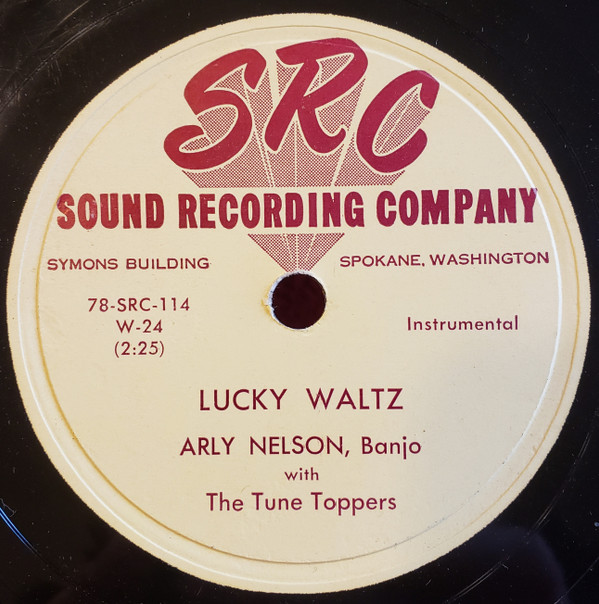 SRC
SOUND RECORDING COMPANY
SYMONS BUILDING
SPOKANE, WASHINGTON
78-SRC-114
W-24
(2:25)
Instrumental
LUCKY WALTZ
ARLY NELSON, Banjo
with
The Tune Toppers